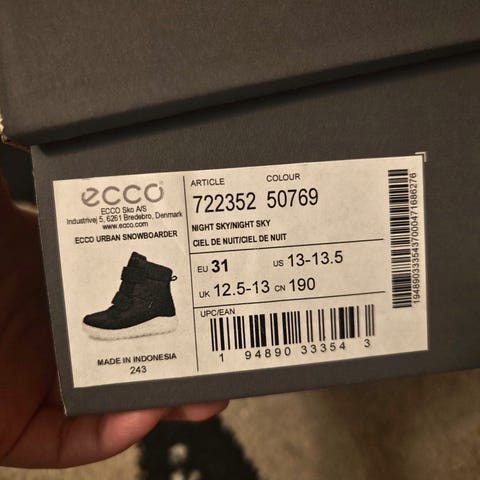 ecco
ECCO Sko A/S
Industrivej 5, 6261 Bredebro, Denmark
www.ecco.com
ECCO URBAN SNOWBOARDER
MADE IN INDONESIA
243
ARTICLE COLOUR
722352 50769
NIGHT SKY/NIGHT SKY
CIEL DE NUIT/CIEL DE NUIT
EU 31 US 13-13.5
UK 12.5-13 CN 190
UPC/EAN
1 94890 33354 3
194489033354370004716862​76